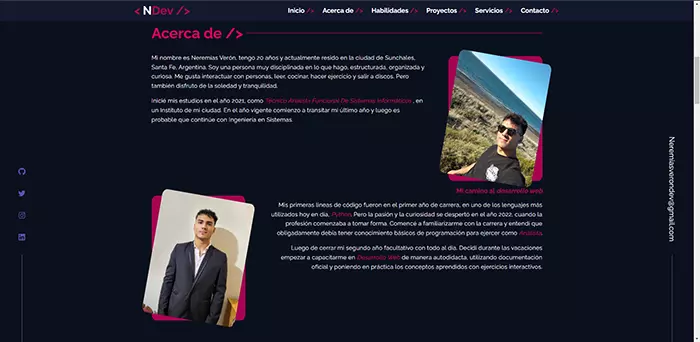 < NDev />
Inicio /> Acerca de /> Habilidades /> Proyectos /> Servicios /> Contacto />
Acerca de />
Mi nombre es Neremias Verón, tengo 20 años y actualmente resido en la ciudad de Sunchales,
Santa Fe, Argentina. Soy una persona muy disciplinada en lo que hago, estructurada, organizada y
curiosa. Me gusta interactuar con personas, leer, cocinar, hacer ejercicio y salir a discos. Pero
también disfruto de la soledad y tranquilidad.
Inicié mis estudios en el año 2021, como Técnico Analista Funcional De Sistemas Informáticos , en
un Instituto de mi ciudad. En el año vigente comienzo a transitar mi último año y luego es
probable que continúe con Ingeniería en Sistemas.
Mi camino al desarrollo web
Mis primeras líneas de código fueron en el primer año de carrera, en uno de los lenguajes más
utilizados hoy en día, Python. Pero la pasión y la curiosidad se despertó en el año 2022, cuando la
profesión comenzaba a tomar forma. Comencé a familiarizarme con la carrera y entendí que
obligadamente debía tener conocimiento básicos de programación para ejercer como Analista.
Luego de cerrar mi segundo año facultativo con todo al día. Decidí durante las vacaciones
empezar a capacitarme en Desarrollo Web de manera autodidacta, utilizando documentación
oficial y poniendo en práctica los conceptos aprendidos con ejercicios interactivos.
Neremiasverondev@gmail.com